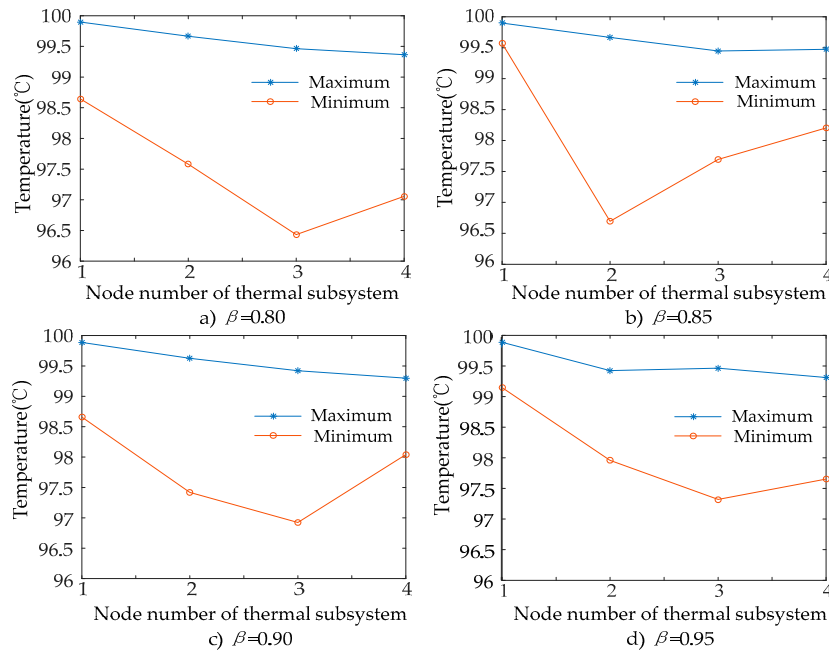 100
99.5
99
98.5
98
97.5
97
96.5
96
Temperature(℃)
Maximum
Minimum
1 2 3 4
Node number of thermal subsystem
a) β=0.80
100
99.5
99
98.5
98
97.5
97
96.5
96
Temperature(℃)
Maximum
Minimum
1 2 3 4
Node number of thermal subsystem
b) β=0.85
100
99.5
99
98.5
98
97.5
97
96.5
96
Temperature(℃)
Maximum
Minimum
1 2 3 4
Node number of thermal subsystem
c) β=0.90
100
99.5
99
98.5
98
97.5
97
96.5
96
Temperature(℃)
Maximum
Minimum
1 2 3 4
Node number of thermal subsystem
d) β=0.95